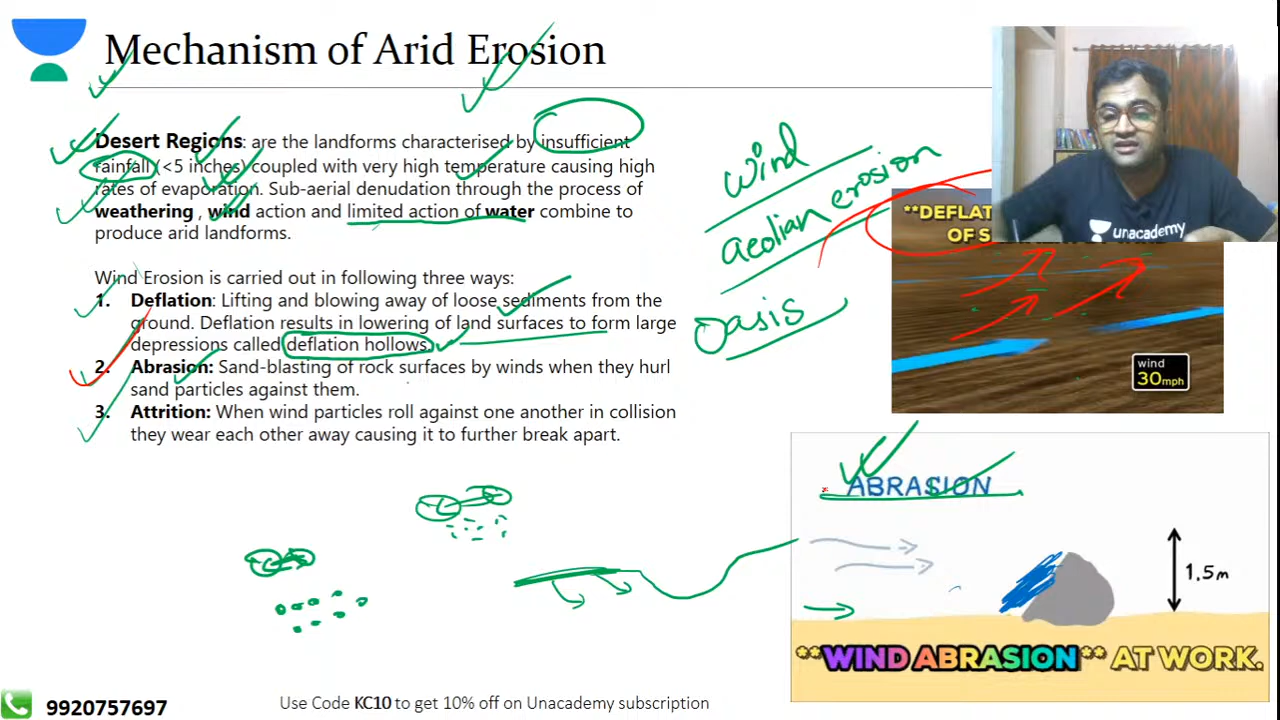 Mechanism of Arid Erosion
Desert Regions: are the landforms characterised by insufficient
rainfall (<5 inches) coupled with very high temperature causing high
rates of evaporation. Sub-aerial denudation through the process of
weathering , wind action and limited action of water combine to
produce arid landforms.
Wind Erosion is carried out in following three ways:
1. Deflation: Lifting and blowing away of loose sediments from the
ground. Deflation results in lowering of land surfaces to form large
depressions called deflation hollows.
2. Abrasion: Sand-blasting of rock surfaces by winds when they hurl
sand particles against them.
3. Attrition: When wind particles roll against one another in collision
they wear each other away causing it to further break apart.
wind
aeolian erosion
Oasis
**DEFLAT
OF S
unacademy
wind
30mph
ABRASION
1.5m
**WIND ABRASION** AT WORK.
9920757697
Use Code KC10 to get 10% off on Unacademy subscription